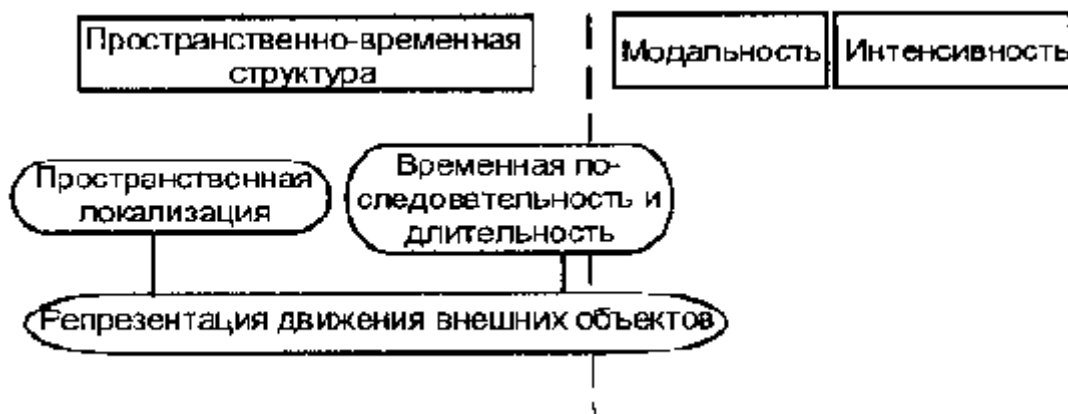 Пространственно-временная
структура
Модальность
Интенсивность
Пространственная
локализация
Временная по-
следовательность и
длительность
Репрезентация движения внешних объектов